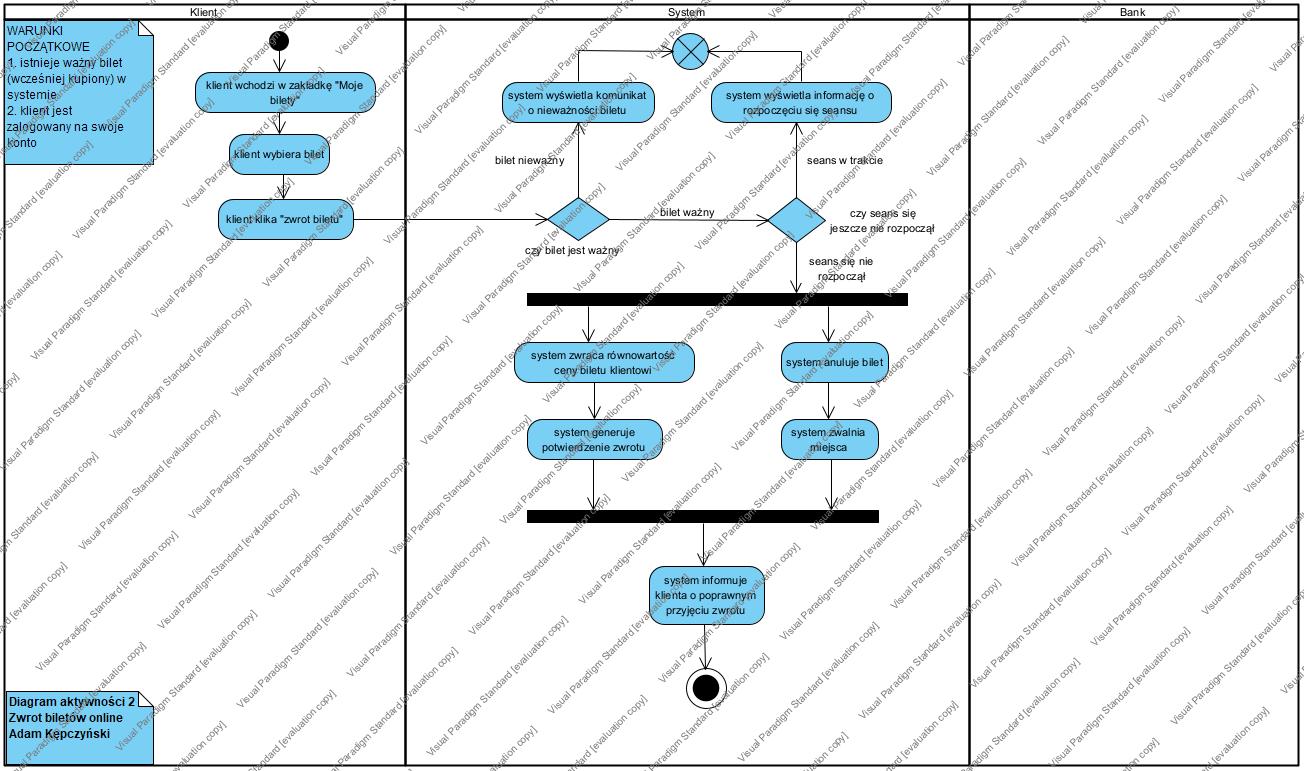 Klient
System
Bank
WARUNKI
POCZĄTKOWE
1. istnieje ważny bilet
(wcześniej kupiony) w
systemie
2. klient jest
zalogowany na swoje
konto
klient wchodzi w zakładkę "Moje
bilety"
klient wybiera bilet
klient klika "zwrot biletu"
system wyświetla komunikat
o nieważności biletu
system wyświetla informację o
rozpoczęciu się seansu
bilet nieważny
seans w trakcie
bilet ważny
czy bilet jest ważny
czy seans się
jeszcze nie rozpoczął
seans się nie
rozpoczął
system zwraca równowartość
ceny biletu klientowi
system anuluje bilet
system generuje
potwierdzenie zwrotu
system zwalnia
miejsca
system informuje
klienta o poprawnym
przyjęciu zwrotu
Diagram aktywności 2
Zwrot biletów online
Adam Kępczyński
Visual Paradigm Standard [evaluation copy]